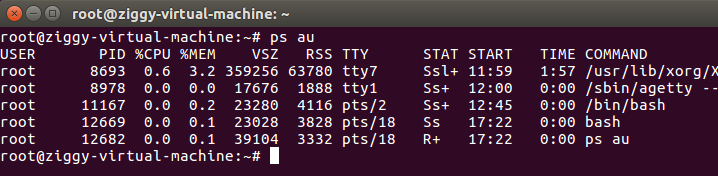 root@ziggy-virtual-machine: ~
root@ziggy-virtual-machine:~# ps au
USER       PID %CPU %MEM    VSZ   RSS TTY      STAT START   TIME COMMAND
root      8693  0.6  3.2 359256 63780 tty7     Ssl+ 11:59   1:57 /usr/lib/xorg/X
root      8978  0.0  0.0  17676  1888 tty1     Ss+  12:00   0:00 /sbin/agetty --
root     11167  0.0  0.2  23280  4116 pts/2    Ss+  12:45   0:00 /bin/bash
root     12669  0.0  0.1  23028  3828 pts/18   Ss   17:22   0:00 bash
root     12682  0.0  0.1  39104  3332 pts/18   R+   17:22   0:00 ps au
root@ziggy-virtual-machine:~#